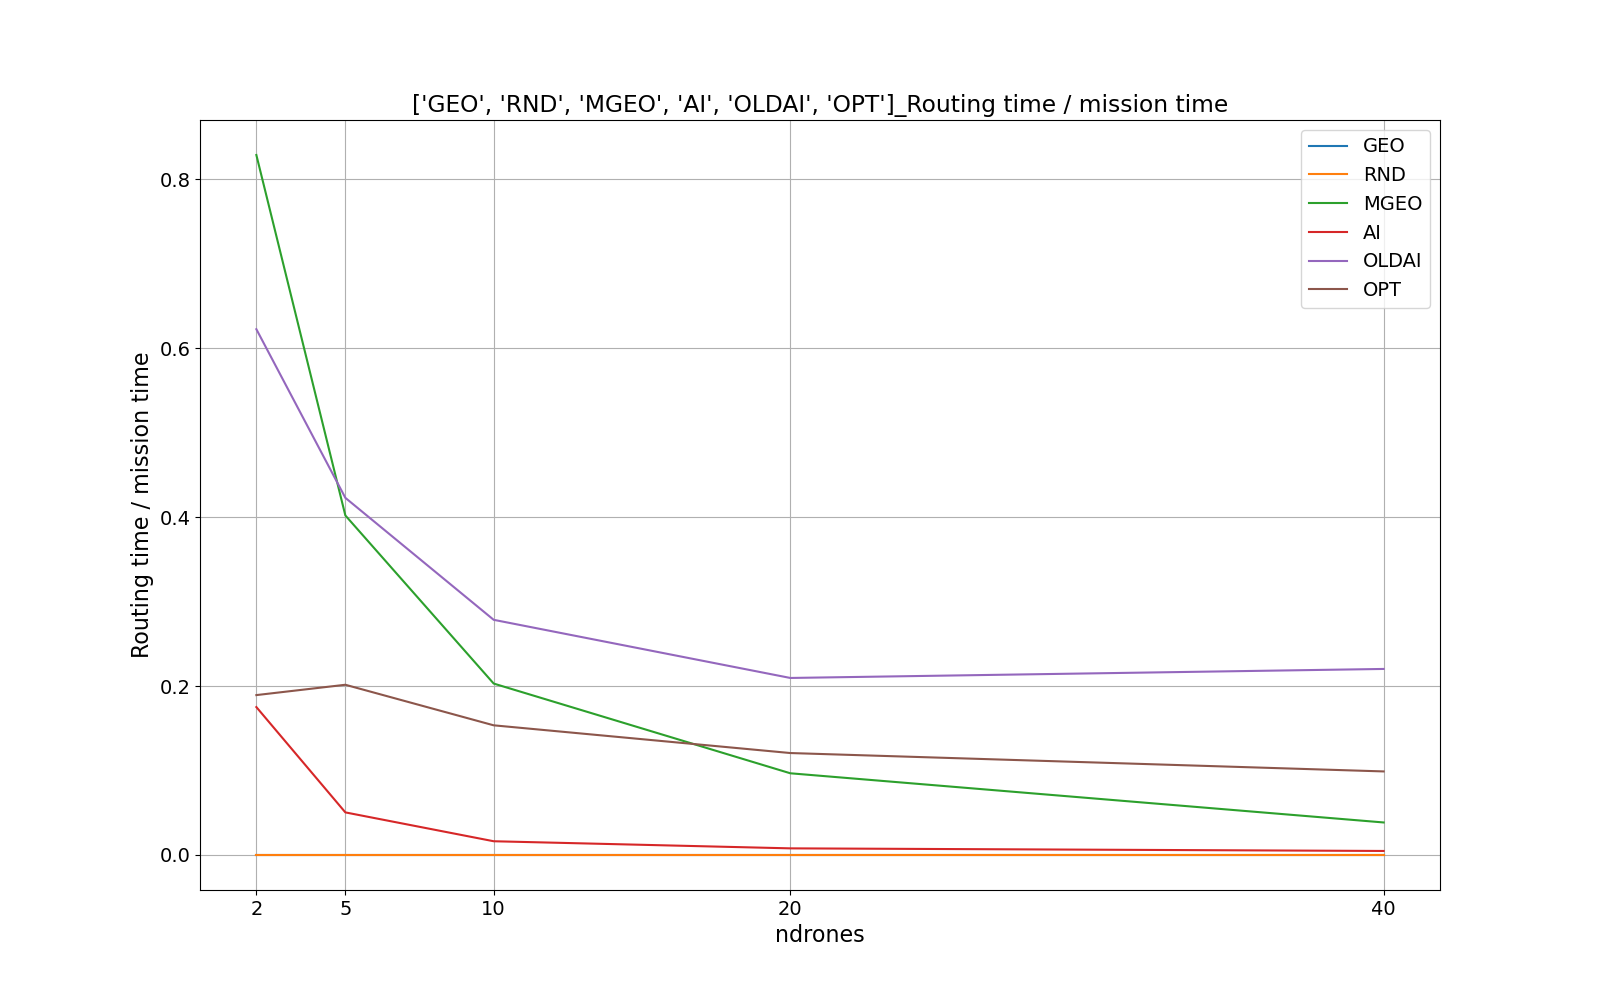 ['GEO', 'RND', 'MGEO', 'AI', 'OLDAI', 'OPT']_Routing time / mission time
GEO
RND
MGEO
AI
OLDAI
OPT
Routing time / mission time
0.8
0.6
0.4
0.2
0.0
2 5 10 20 40
ndrones